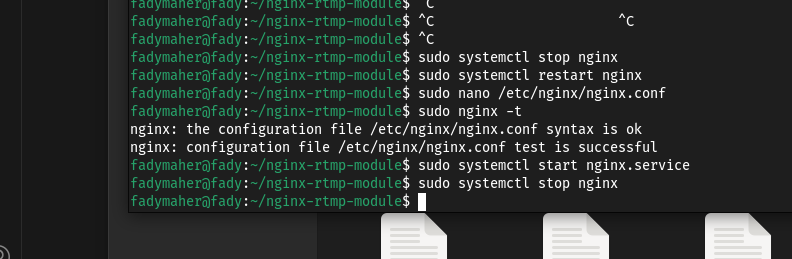 fadymaher@fady:~/nginx-rtmp-module$ ^C
fadymaher@fady:~/nginx-rtmp-module$ ^C                         ^C
fadymaher@fady:~/nginx-rtmp-module$ ^C
fadymaher@fady:~/nginx-rtmp-module$ sudo systemctl stop nginx
fadymaher@fady:~/nginx-rtmp-module$ sudo systemctl restart nginx
fadymaher@fady:~/nginx-rtmp-module$ sudo nano /etc/nginx/nginx.conf
fadymaher@fady:~/nginx-rtmp-module$ sudo nginx -t
nginx: the configuration file /etc/nginx/nginx.conf syntax is ok
nginx: configuration file /etc/nginx/nginx.conf test is successful
fadymaher@fady:~/nginx-rtmp-module$ sudo systemctl start nginx.service
fadymaher@fady:~/nginx-rtmp-module$ sudo systemctl stop nginx
fadymaher@fady:~/nginx-rtmp-module$